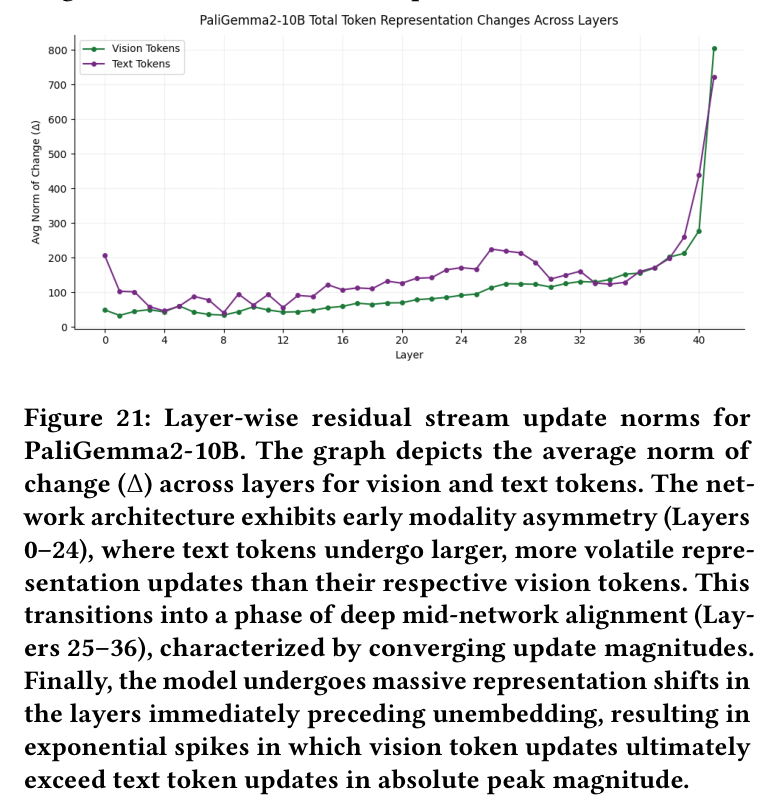 PaliGemma2-10B Total Token Representation Changes Across Layers
Vision Tokens
Text Tokens
Avg Norm of Change (Δ)
800
700
600
500
400
300
200
100
0
0 4 8 12 16 20 24 28 32 36 40
Layer
Figure 21: Layer-wise residual stream update norms for
PaliGemma2-10B. The graph depicts the average norm of
change (Δ) across layers for vision and text tokens. The net-
work architecture exhibits early modality asymmetry (Layers
0–24), where text tokens undergo larger, more volatile repre-
sentation updates than their respective vision tokens. This
transitions into a phase of deep mid-network alignment (Lay-
ers 25–36), characterized by converging update magnitudes.
Finally, the model undergoes massive representation shifts in
the layers immediately preceding unembedding, resulting in
exponential spikes in which vision token updates ultimately
exceed text token updates in absolute peak magnitude.